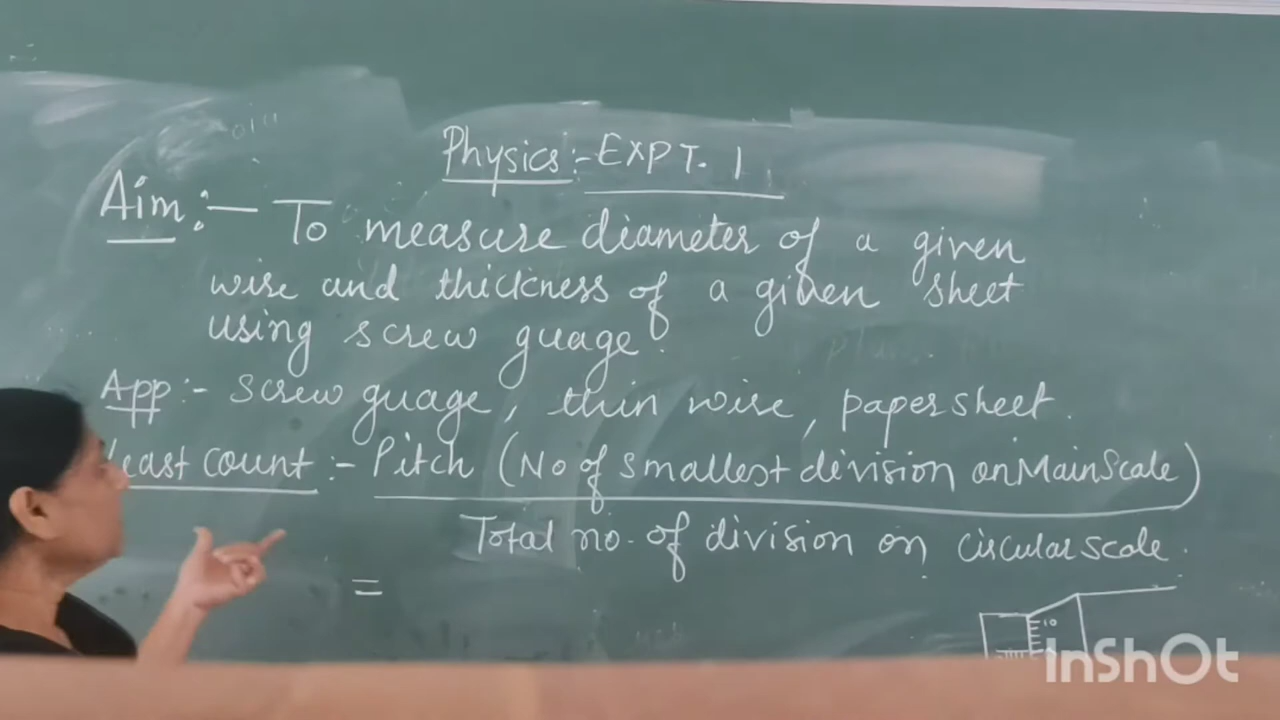 Physics:- EXPT. 1
Aim:- To measure diameter of a given
wire and thickness of a given sheet
using screw guage.
App:- Screw guage, thin wire, paper sheet.
Least count:- Pitch (No of smallest division on Main Scale)
Total no. of division on circular scale.
=
10
InShOt